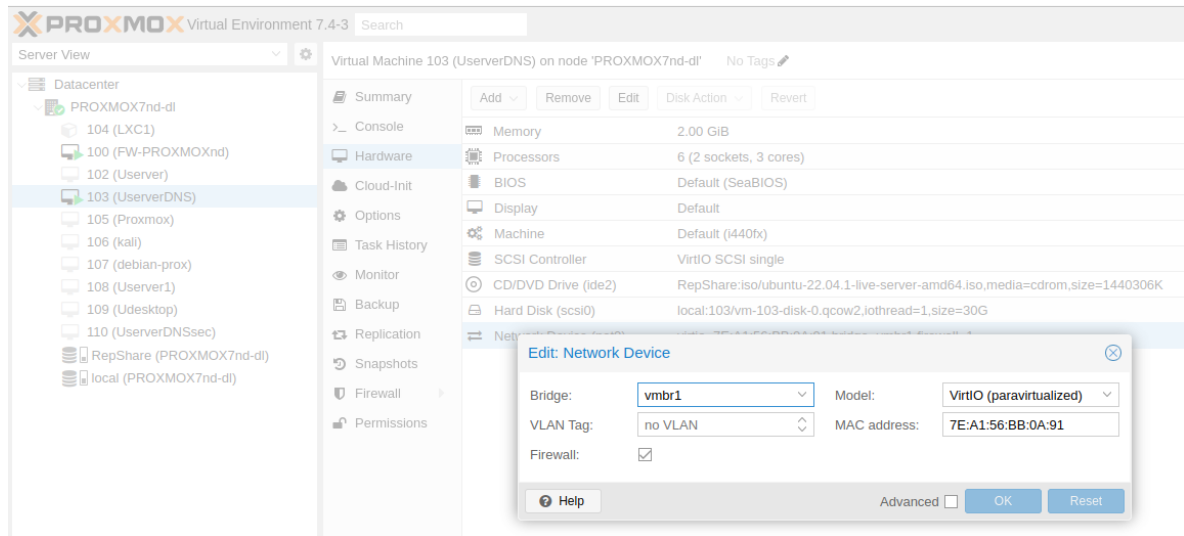 PROXMOX Virtual Environment 7.4-3 Search
Server View
Datacenter
PROXMOX7nd-dl
104 (LXC1)
100 (FW-PROXMOXnd)
102 (Userver)
103 (UserverDNS)
105 (Proxmox)
106 (kali)
107 (debian-prox)
108 (Userver1)
109 (Udesktop)
110 (UserverDNSsec)
RepShare (PROXMOX7nd-dl)
local (PROXMOX7nd-dl)
Virtual Machine 103 (UserverDNS) on node 'PROXMOX7nd-dl' No Tags
Summary
Console
Hardware
Cloud-Init
Options
Task History
Monitor
Backup
Replication
Snapshots
Firewall
Permissions
Add Remove Edit Disk Action Revert
Memory 2.00 GiB
Processors 6 (2 sockets, 3 cores)
BIOS Default (SeaBIOS)
Display Default
Machine Default (i440fx)
SCSI Controller VirtIO SCSI single
CD/DVD Drive (ide2) RepShare:iso/ubuntu-22.04.1-live-server-amd64.iso,media=cdrom,size=1440306K
Hard Disk (scsi0) local:103/vm-103-disk-0.qcow2,iothread=1,size=30G
Edit: Network Device
Bridge: vmbr1 Model: VirtIO (paravirtualized)
VLAN Tag: no VLAN MAC address: 7E:A1:56:BB:0A:91
Firewall:
Help Advanced OK Reset